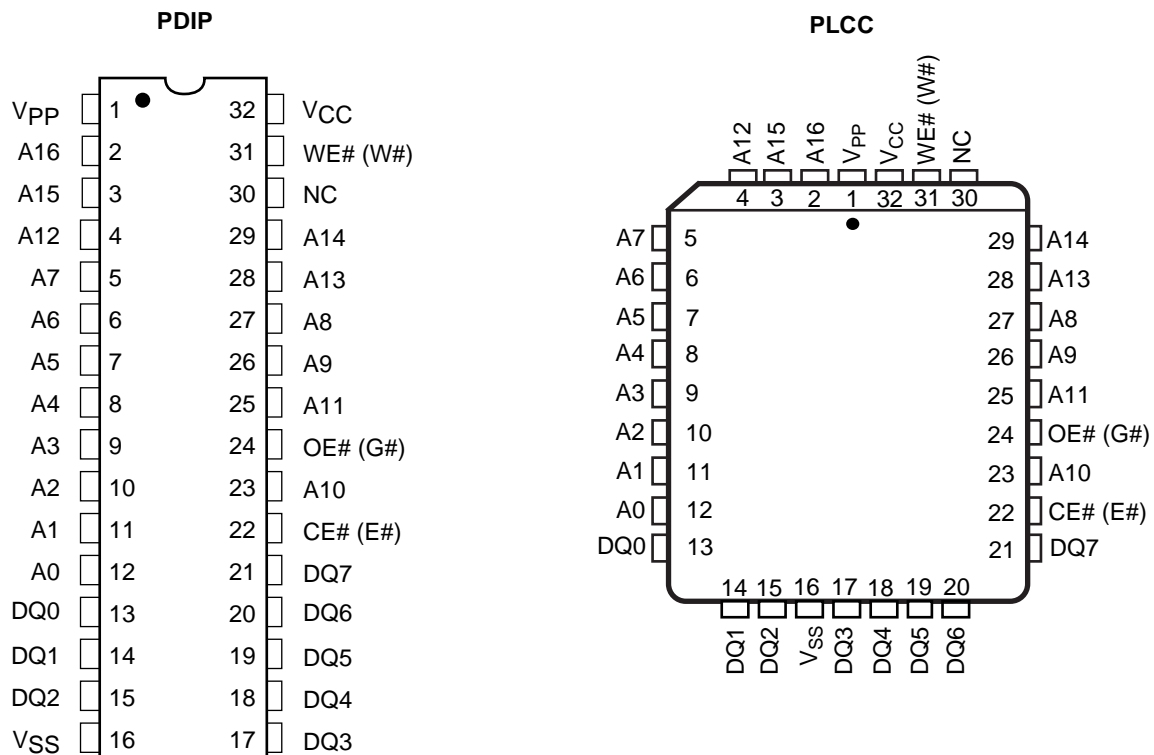 PDIP
VPP 1 32 VCC
A16 2 31 WE# (W#)
A15 3 30 NC
A12 4 29 A14
A7 5 28 A13
A6 6 27 A8
A5 7 26 A9
A4 8 25 A11
A3 9 24 OE# (G#)
A2 10 23 A10
A1 11 22 CE# (E#)
A0 12 21 DQ7
DQ0 13 20 DQ6
DQ1 14 19 DQ5
DQ2 15 18 DQ4
VSS 16 17 DQ3
PLCC
A12 A15 A16 VPP VCC WE# (W#) NC
4 3 2 1 32 31 30
A7 5 29 A14
A6 6 28 A13
A5 7 27 A8
A4 8 26 A9
A3 9 25 A11
A2 10 24 OE# (G#)
A1 11 23 A10
A0 12 22 CE# (E#)
DQ0 13 21 DQ7
14 15 16 17 18 19 20
DQ1 DQ2 VSS DQ3 DQ4 DQ5 DQ6